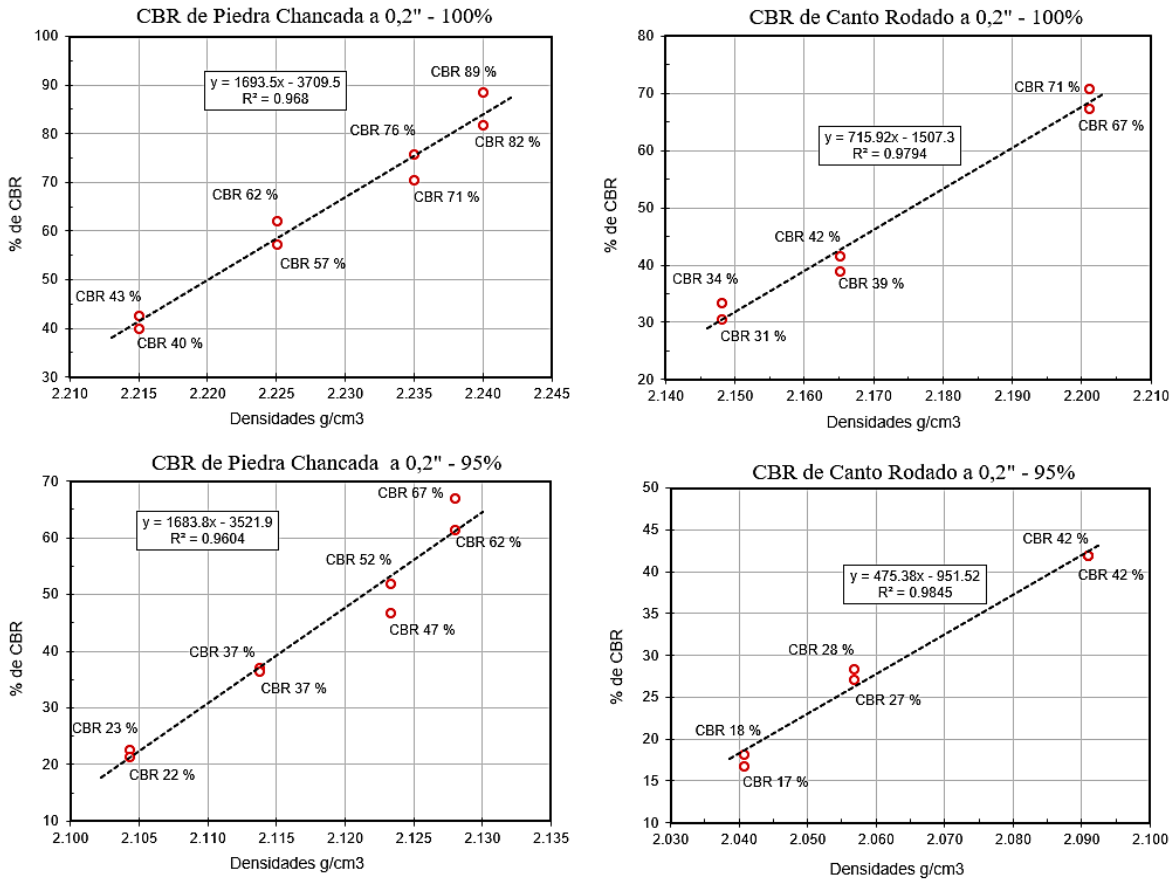 CBR de Piedra Chancada a 0,2" - 100%
100
90
80
70
60
50
40
30
% de CBR
y = 1693.5x - 3709.5
R² = 0.968
CBR 89 %
CBR 82 %
CBR 76 %
CBR 71 %
CBR 62 %
CBR 57 %
CBR 43 %
CBR 40 %
2.210 2.215 2.220 2.225 2.230 2.235 2.240 2.245
Densidades g/cm3
CBR de Canto Rodado a 0,2" - 100%
80
70
60
50
40
30
20
% de CBR
y = 715.92x - 1507.3
R² = 0.9794
CBR 71 %
CBR 67 %
CBR 42 %
CBR 39 %
CBR 34 %
CBR 31 %
2.140 2.150 2.160 2.170 2.180 2.190 2.200 2.210
Densidades g/cm3
CBR de Piedra Chancada a 0,2" - 95%
70
60
50
40
30
20
10
% de CBR
y = 1683.8x - 3521.9
R² = 0.9604
CBR 67 %
CBR 62 %
CBR 52 %
CBR 47 %
CBR 37 %
CBR 37 %
CBR 23 %
CBR 22 %
2.100 2.105 2.110 2.115 2.120 2.125 2.130 2.135
Densidades g/cm3
CBR de Canto Rodado a 0,2" - 95%
50
45
40
35
30
25
20
15
10
% de CBR
y = 475.38x - 951.52
R² = 0.9845
CBR 42 %
CBR 42 %
CBR 28 %
CBR 27 %
CBR 18 %
CBR 17 %
2.030 2.040 2.050 2.060 2.070 2.080 2.090 2.100
Densidades g/cm3